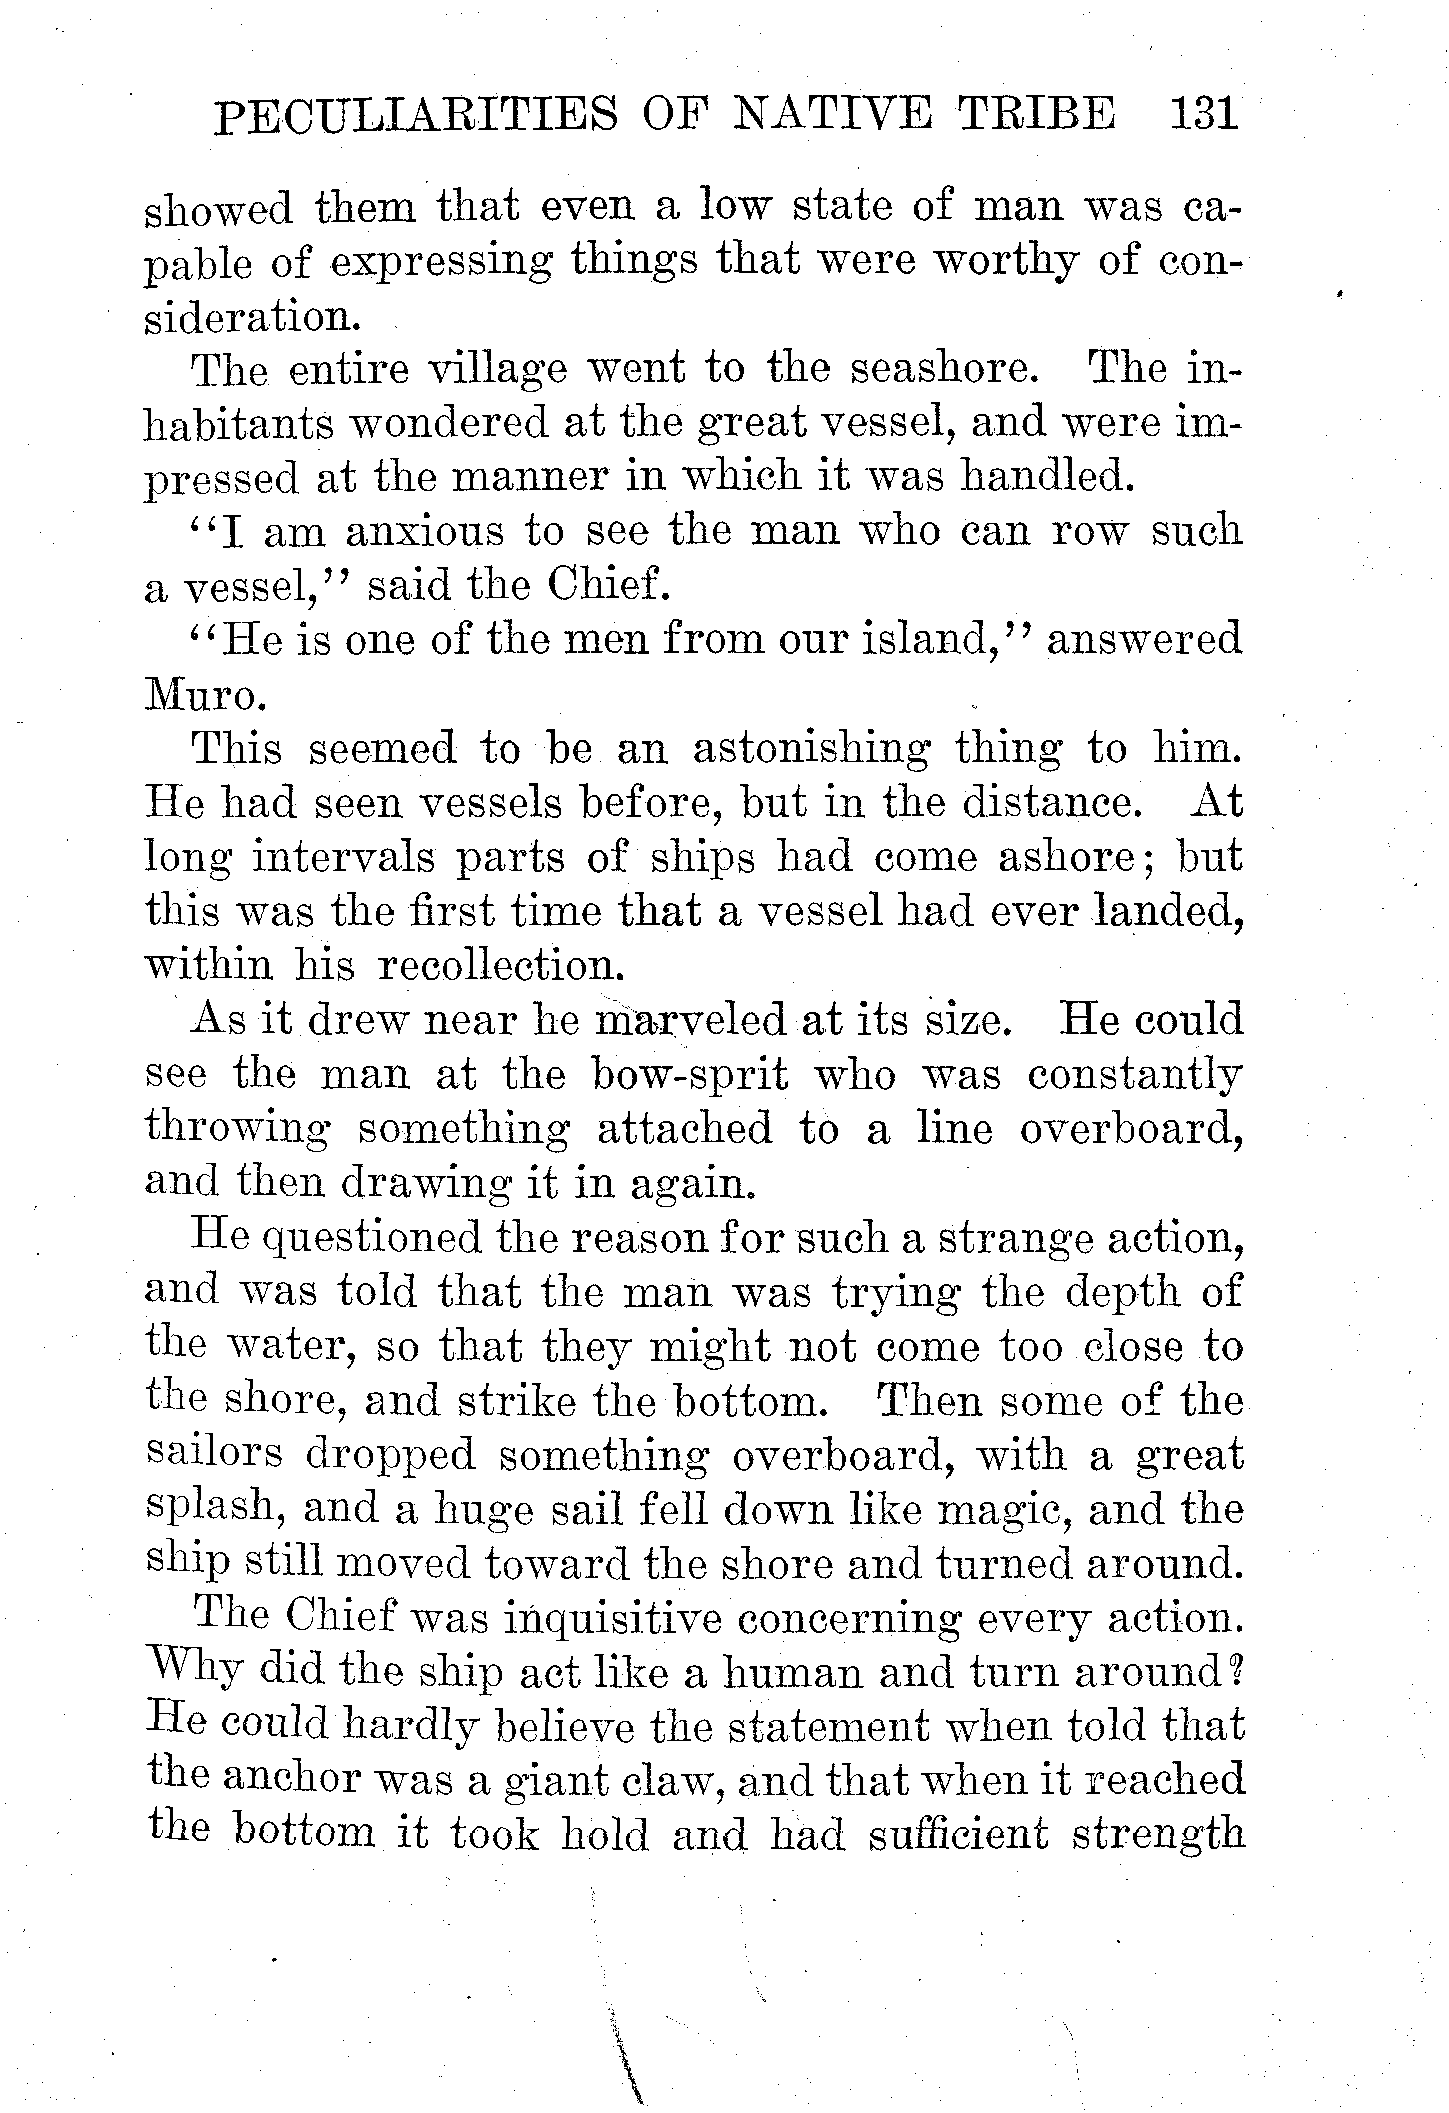 PECULIARITIES OF NATIVE TRIBE 131
showed them that even a low state of man was ca-
pable of expressing things that were worthy of con-
sideration.
The entire village went to the seashore. The in-
habitants wondered at the great vessel, and were im-
pressed at the manner in which it was handled.
"I am anxious to see the man who can row such
a vessel," said the Chief.
"He is one of the men from our island," answered
Muro.
This seemed to be an astonishing thing to him.
He had seen vessels before, but in the distance. At
long intervals parts of ships had come ashore; but
this was the first time that a vessel had ever landed,
within his recollection.
As it drew near he marveled at its size. He could
see the man at the bow-sprit who was constantly
throwing something attached to a line overboard,
and then drawing it in again.
He questioned the reason for such a strange action,
and was told that the man was trying the depth of
the water, so that they might not come too close to
the shore, and strike the bottom. Then some of the
sailors dropped something overboard, with a great
splash, and a huge sail fell down like magic, and the
ship still moved toward the shore and turned around.
The Chief was inquisitive concerning every action.
Why did the ship act like a human and turn around?
He could hardly believe the statement when told that
the anchor was a giant claw, and that when it reached
the bottom it took hold and had sufficient strength